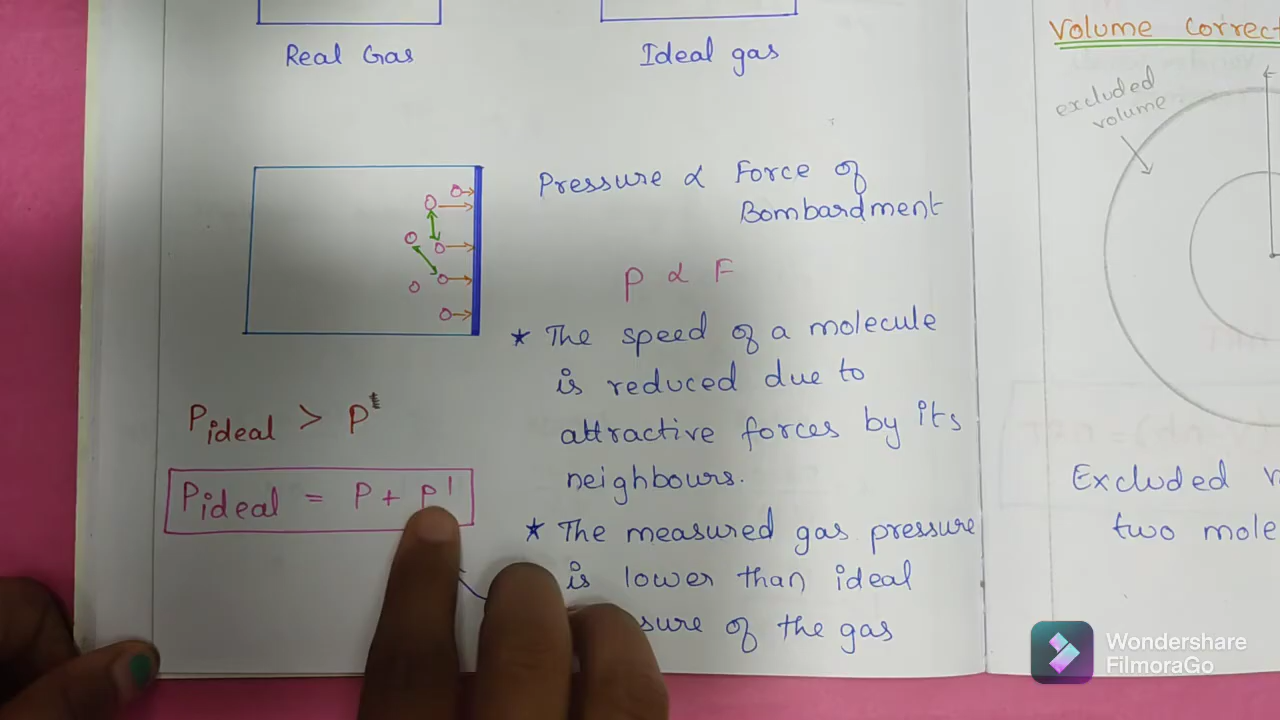 Real Gas
Ideal gas
Pressure ∝ Force of
Bombardment
P ∝ F
* The speed of a molecule
is reduced due to
attractive forces by its
neighbours.
* The measured gas pressure
is lower than ideal
sure of the gas
Pideal > P
Pideal = P + P'
Volume Correct
excluded
volume
Excluded
two mole
Wondershare
FilmoraGo